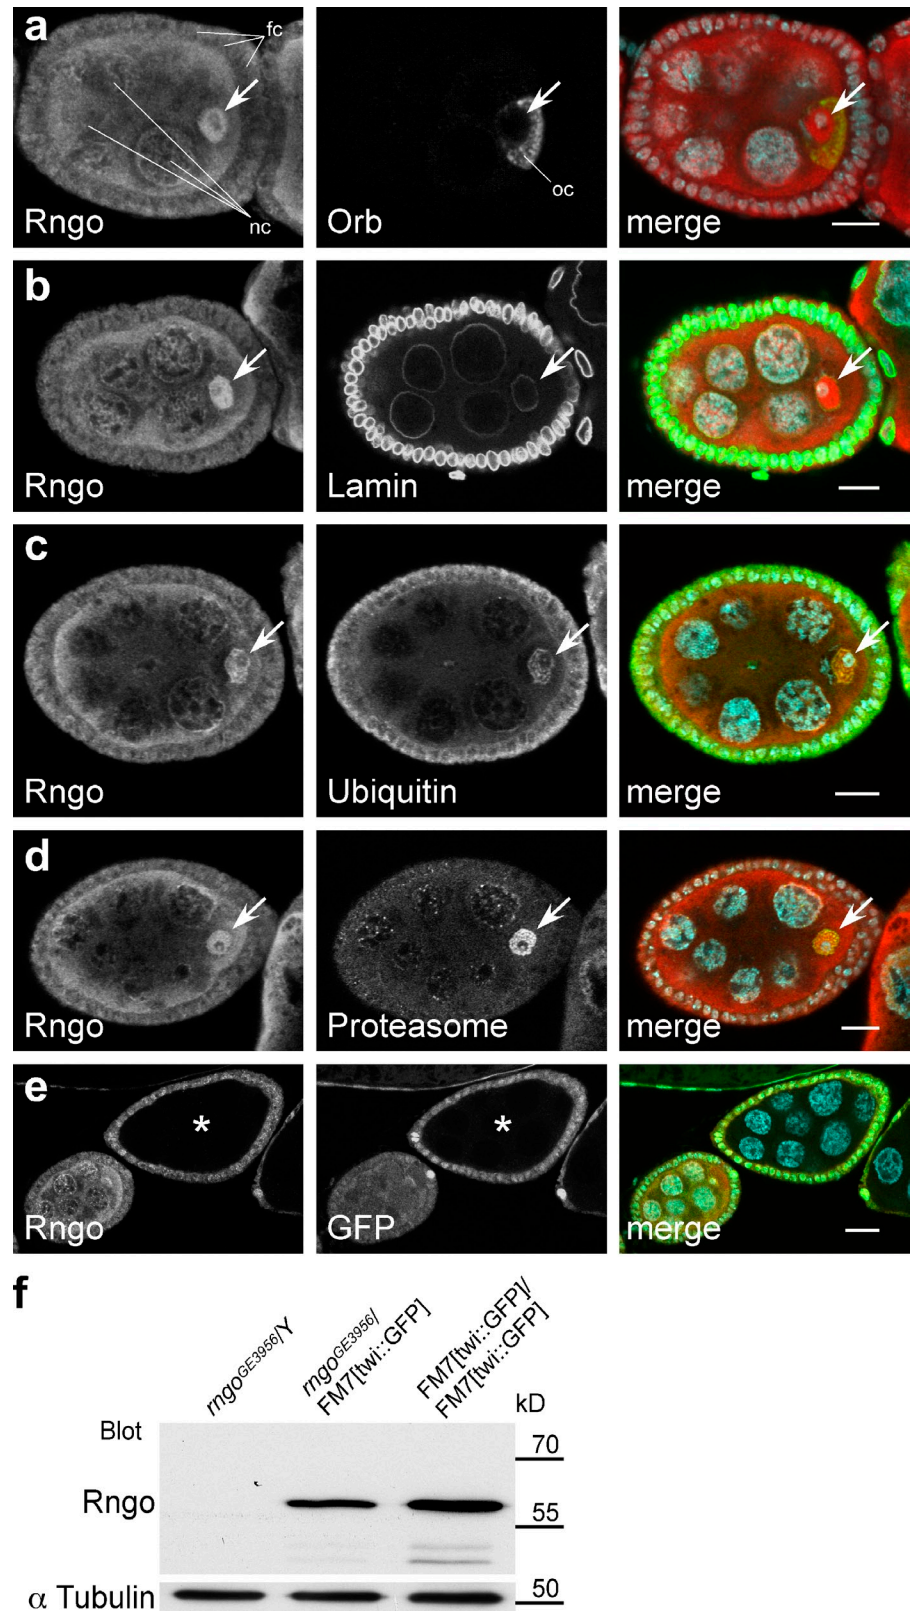 a
fc
nc
Rngo
Orb
oc
merge
b
Rngo
Lamin
merge
c
Rngo
Ubiquitin
merge
d
Rngo
Proteasome
merge
e
*
*
Rngo
GFP
merge
f
rngoGE3956/Y
rngoGE3956/
FM7[twi::GFP]
FM7[twi::GFP]/
FM7[twi::GFP]
kD
Blot
70
Rngo
55
α Tubulin
50